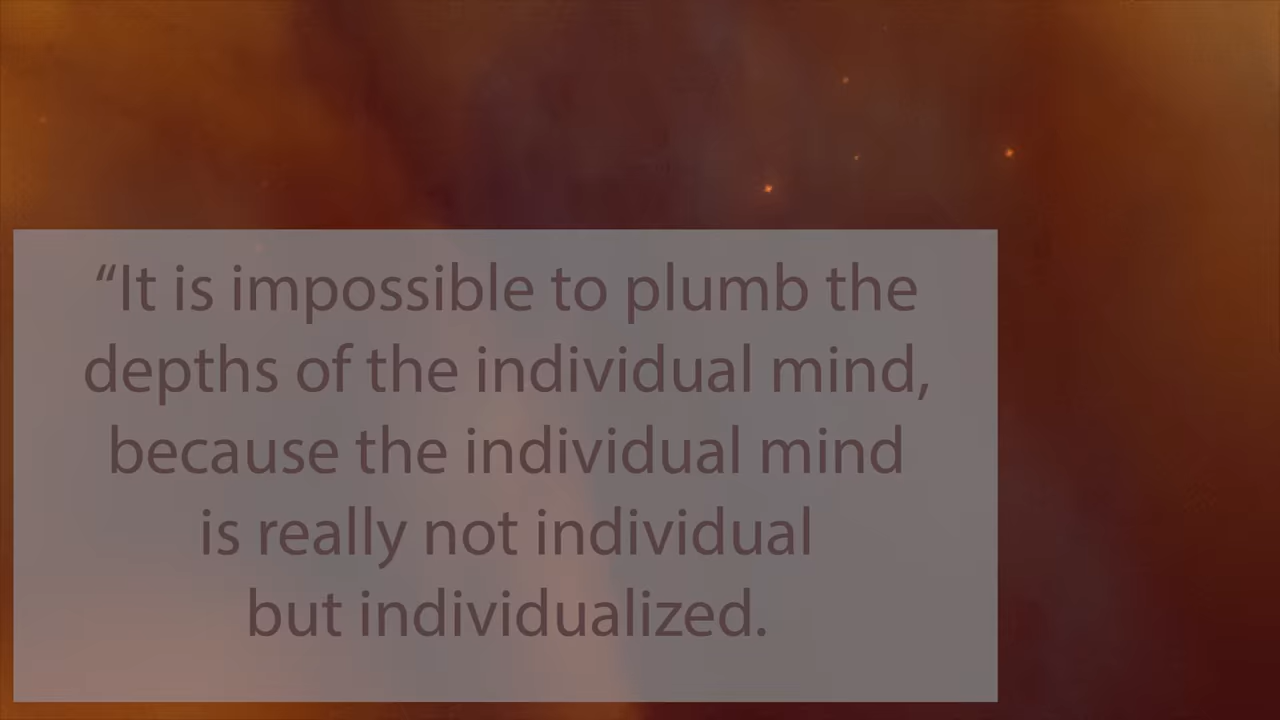 “It is impossible to plumb the
depths of the individual mind,
because the individual mind
is really not individual
but individualized.